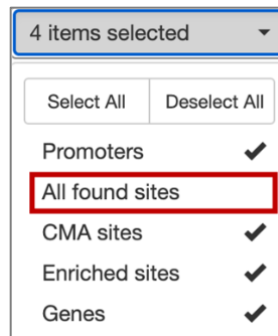 4 items selected
Select All Deselect All
Promoters
All found sites
CMA sites
Enriched sites
Genes